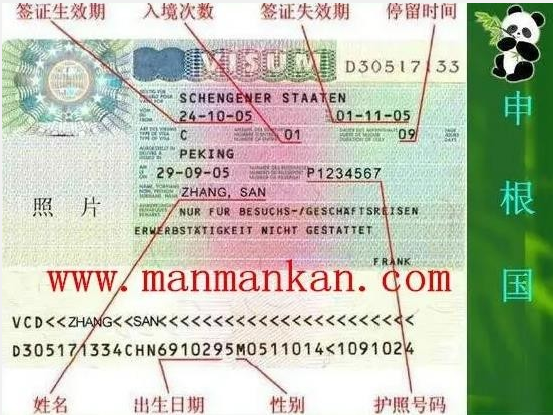 签证生效期 入境次数 签证失效期 停留时间
VISUM D30517133
SCHENGENER STAATEN
24-10-05 01-11-05
C 01 09
PEKING
29-09-05 P1234567
ZHANG, SAN
NUR FÜR BESUCHS-/GESCHÄFTSREISEN
ERWERBSTÄTIGKEIT NICHT GESTATTET
FRANK
照 片
www.manmankan.com
VCD<<ZHANG<<SAN<<<<<<<<<<<<<<<<<<<<
D305171334CHN6910295M0511014<1091024
姓名 出生日期 性别 护照号码
申根国